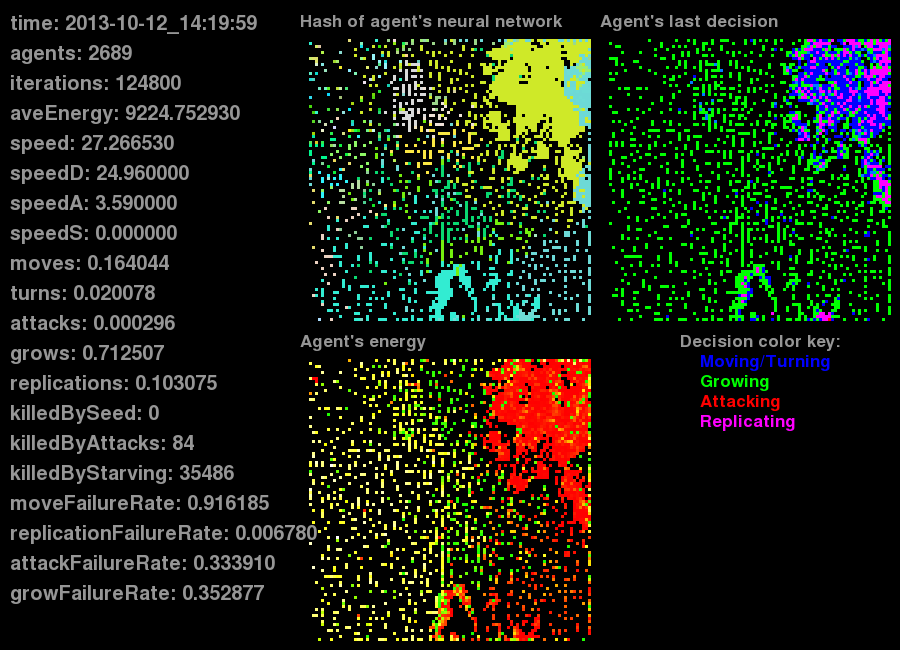 time: 2013-10-12_14:19:59
agents: 2689
iterations: 124800
aveEnergy: 9224.752930
speed: 27.266530
speedD: 24.960000
speedA: 3.590000
speedS: 0.000000
moves: 0.164044
turns: 0.020078
attacks: 0.000296
grows: 0.712507
replications: 0.103075
killedBySeed: 0
killedByAttacks: 84
killedByStarving: 35486
moveFailureRate: 0.916185
replicationFailureRate: 0.006780
attackFailureRate: 0.333910
growFailureRate: 0.352877
Hash of agent's neural network
Agent's last decision
Agent's energy
Decision color key:
Moving/Turning
Growing
Attacking
Replicating